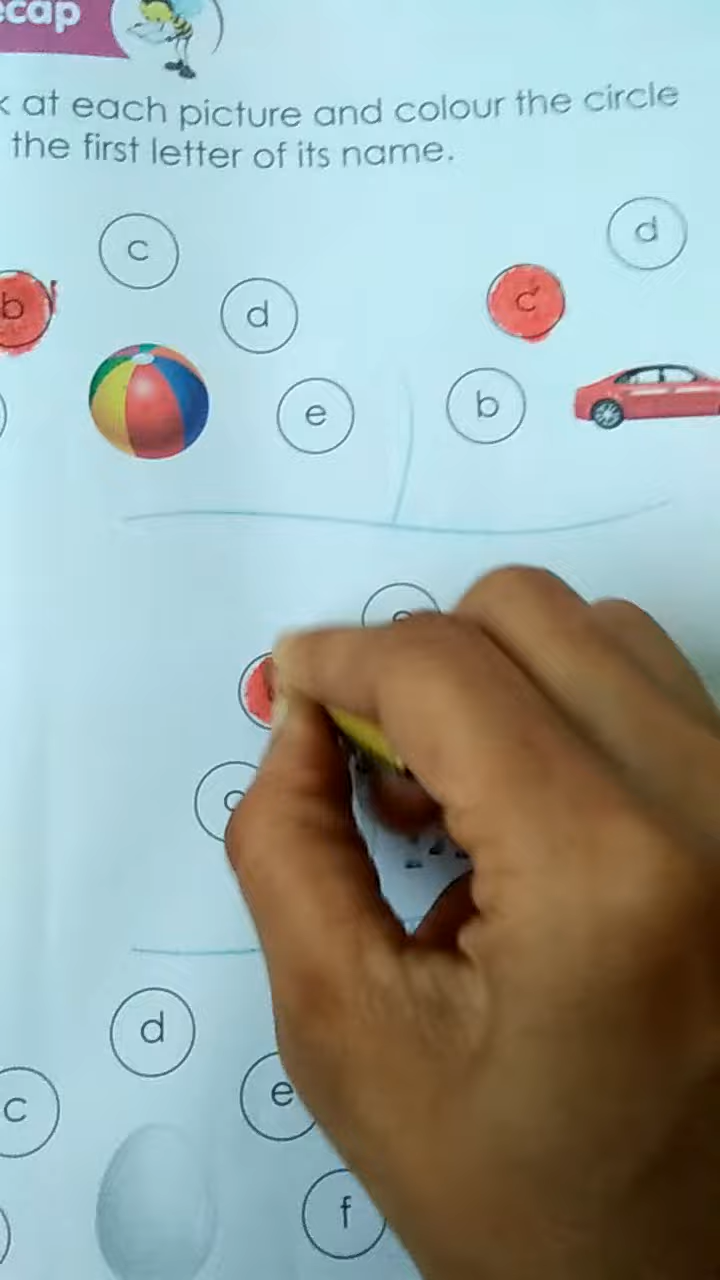 ecap
at each picture and colour the circle
the first letter of its name.
c
d
b
d
c
e
b
d
e
c
f